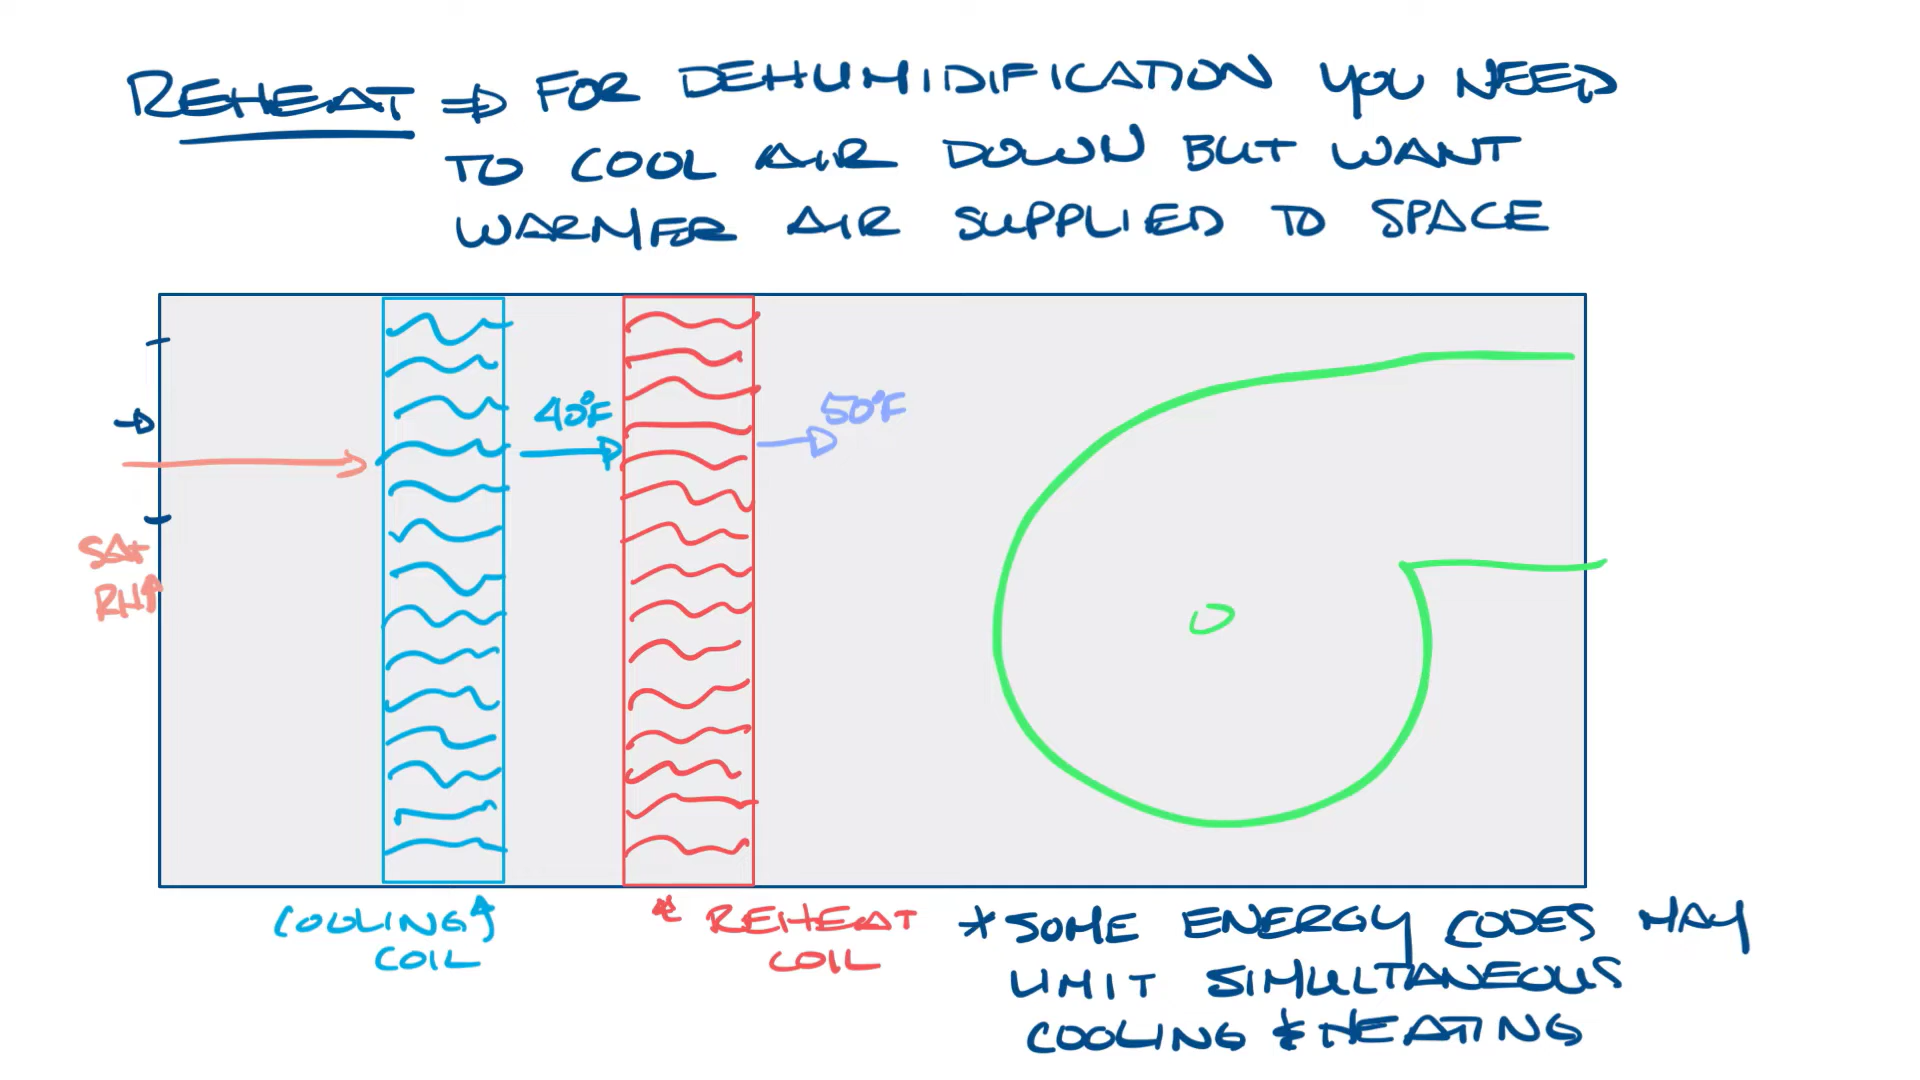 REHEAT ⇒ FOR DEHUMIDIFICATION YOU NEED
TO COOL AIR DOWN BUT WANT
WARMER AIR SUPPLIED TO SPACE
40°F
50°F
RH↑
COOLING
COIL
REHEAT
COIL
*SOME ENERGY CODES MAY
LIMIT SIMULTANEOUS
COOLING & HEATING